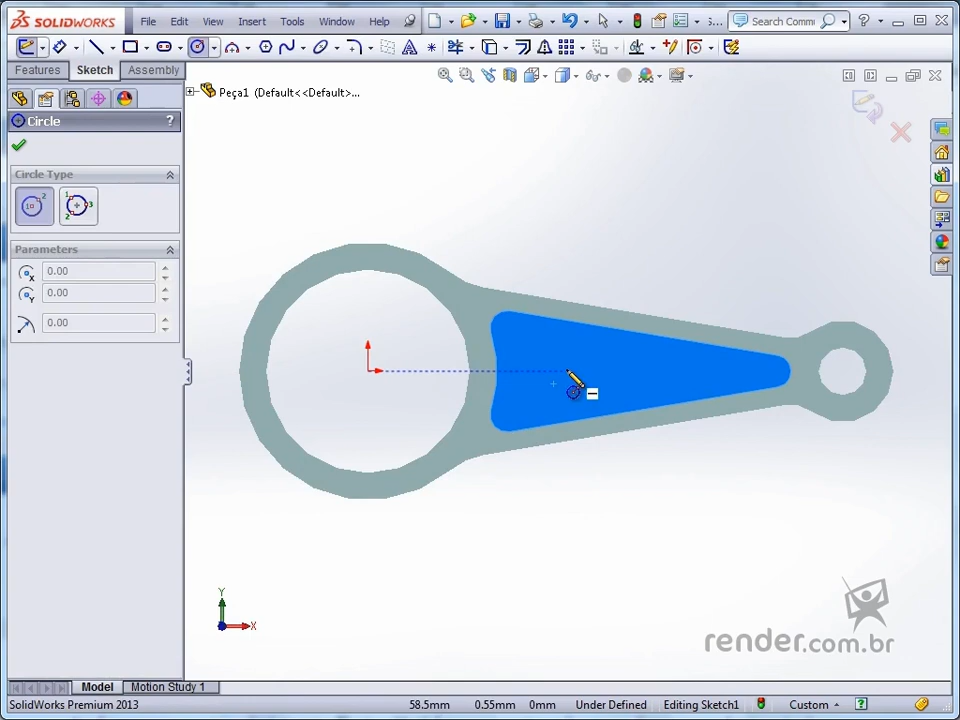 SOLIDWORKS File Edit View Insert Tools Window Help S... Search Comm
Features Sketch Assembly
Peça1 (Default<<Default>...
Circle ?
Circle Type
Parameters
0.00
0.00
0.00
Y
X
render.com.br
Model Motion Study 1
SolidWorks Premium 2013 58.5mm 0.55mm 0mm Under Defined Editing Sketch1 Custom ?